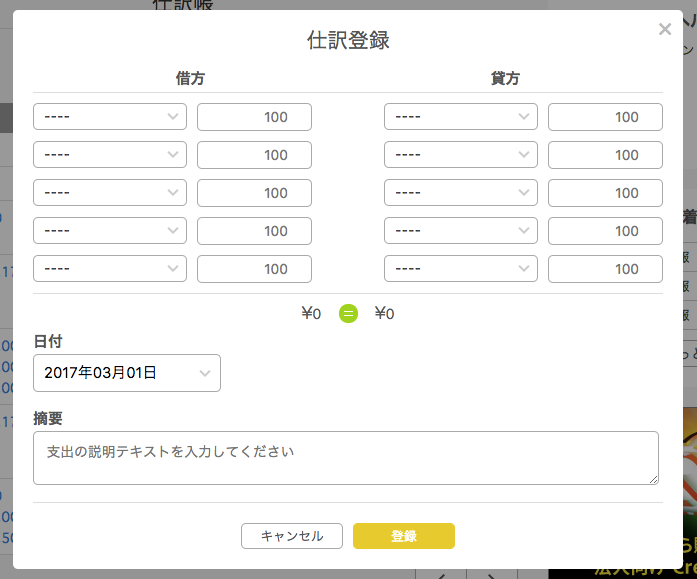 仕訳帳
仕訳登録
×
借方 貸方
---- 100 ---- 100
---- 100 ---- 100
---- 100 ---- 100
---- 100 ---- 100
---- 100 ---- 100
¥0 = ¥0
日付
2017年03月01日
摘要
支出の説明テキストを入力してください
キャンセル 登録